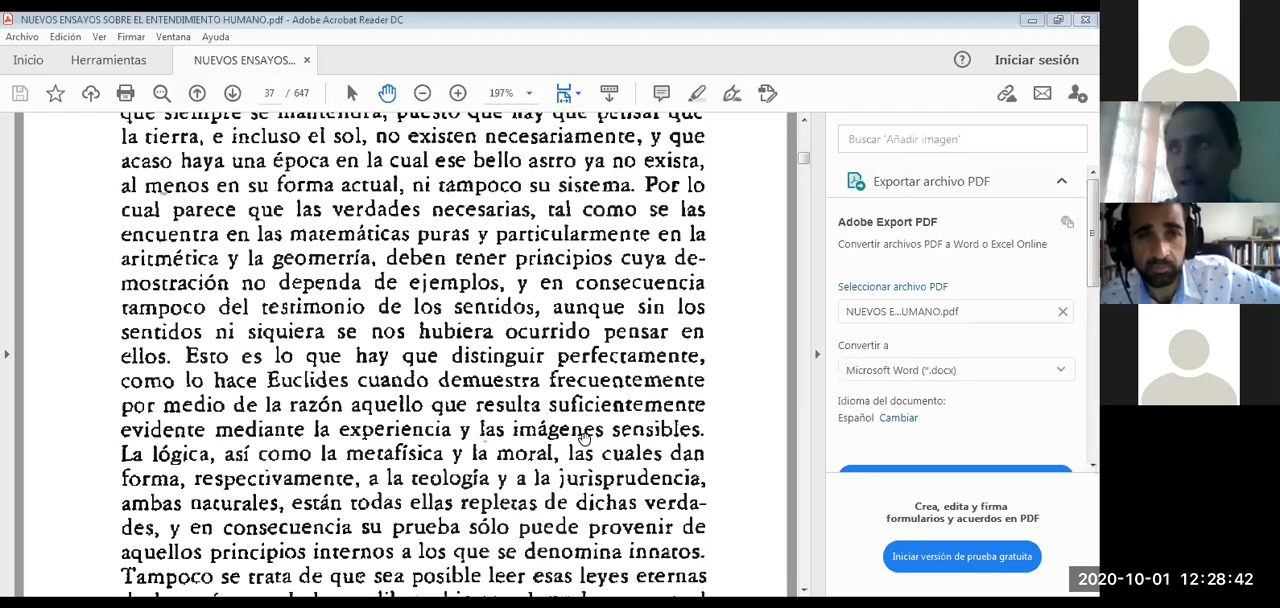 NUEVOS ENSAYOS SOBRE EL ENTENDIMIENTO HUMANO.pdf - Adobe Acrobat Reader DC
Archivo Edición Ver Firmar Ventana Ayuda
Inicio Herramientas NUEVOS ENSAYOS... × Iniciar sesión
37 / 647 197%
que siempre se mantendrá, puesto que hay que pensar que
la tierra, e incluso el sol, no existen necesariamente, y que
acaso haya una época en la cual ese bello astro ya no exista,
al menos en su forma actual, ni tampoco su sistema. Por lo
cual parece que las verdades necesarias, tal como se las
encuentra en las matemáticas puras y particularmente en la
aritmética y la geometría, deben tener principios cuya de-
mostración no dependa de ejemplos, y en consecuencia
tampoco del testimonio de los sentidos, aunque sin los
sentidos ni siquiera se nos hubiera ocurrido pensar en
ellos. Esto es lo que hay que distinguir perfectamente,
como lo hace Euclides cuando demuestra frecuentemente
por medio de la razón aquello que resulta suficientemente
evidente mediante la experiencia y las imágenes sensibles.
La lógica, así como la metafísica y la moral, las cuales dan
forma, respectivamente, a la teología y a la jurisprudencia,
ambas naturales, están todas ellas repletas de dichas verda-
des, y en consecuencia su prueba sólo puede provenir de
aquellos principios internos a los que se denomina innatos.
Tampoco se trata de que sea posible leer esas leyes eternas
Buscar 'Añadir imagen'
Exportar archivo PDF
Adobe Export PDF
Convertir archivos PDF a Word o Excel Online
Seleccionar archivo PDF
NUEVOS E...UMANO.pdf ×
Convertir a
Microsoft Word (*.docx)
Idioma del documento:
Español Cambiar
Crea, edita y firma
formularios y acuerdos en PDF
Iniciar versión de prueba gratuita
2020-10-01 12:28:42